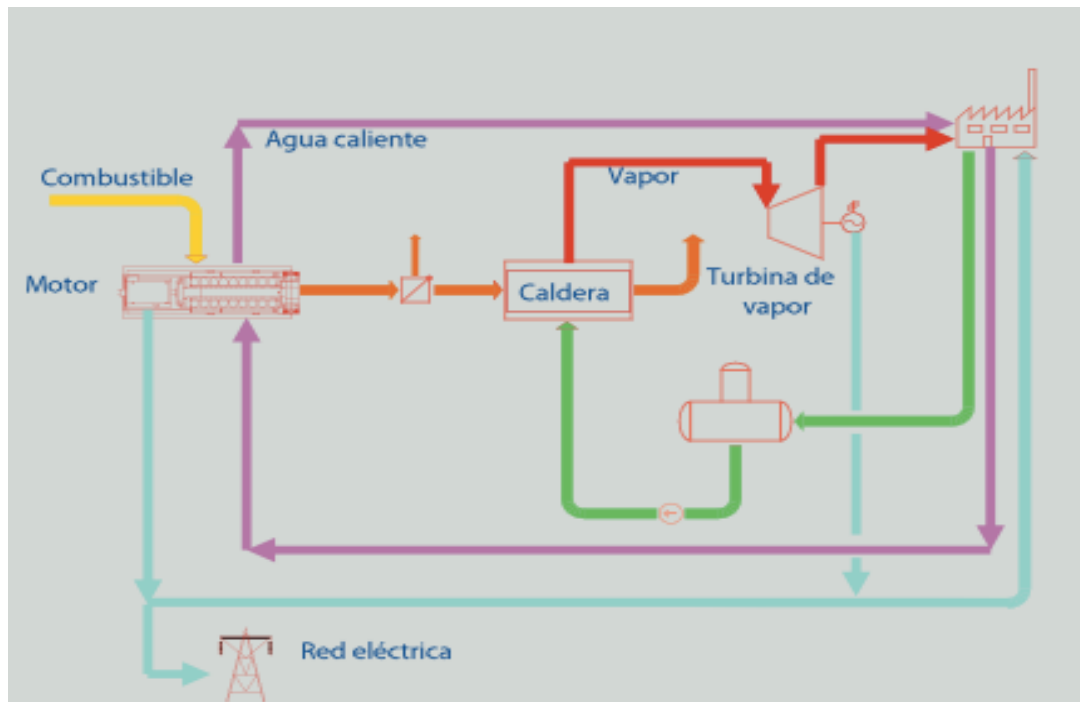 Agua caliente
Combustible
Vapor
Motor
Caldera
Turbina de
vapor
Red eléctrica